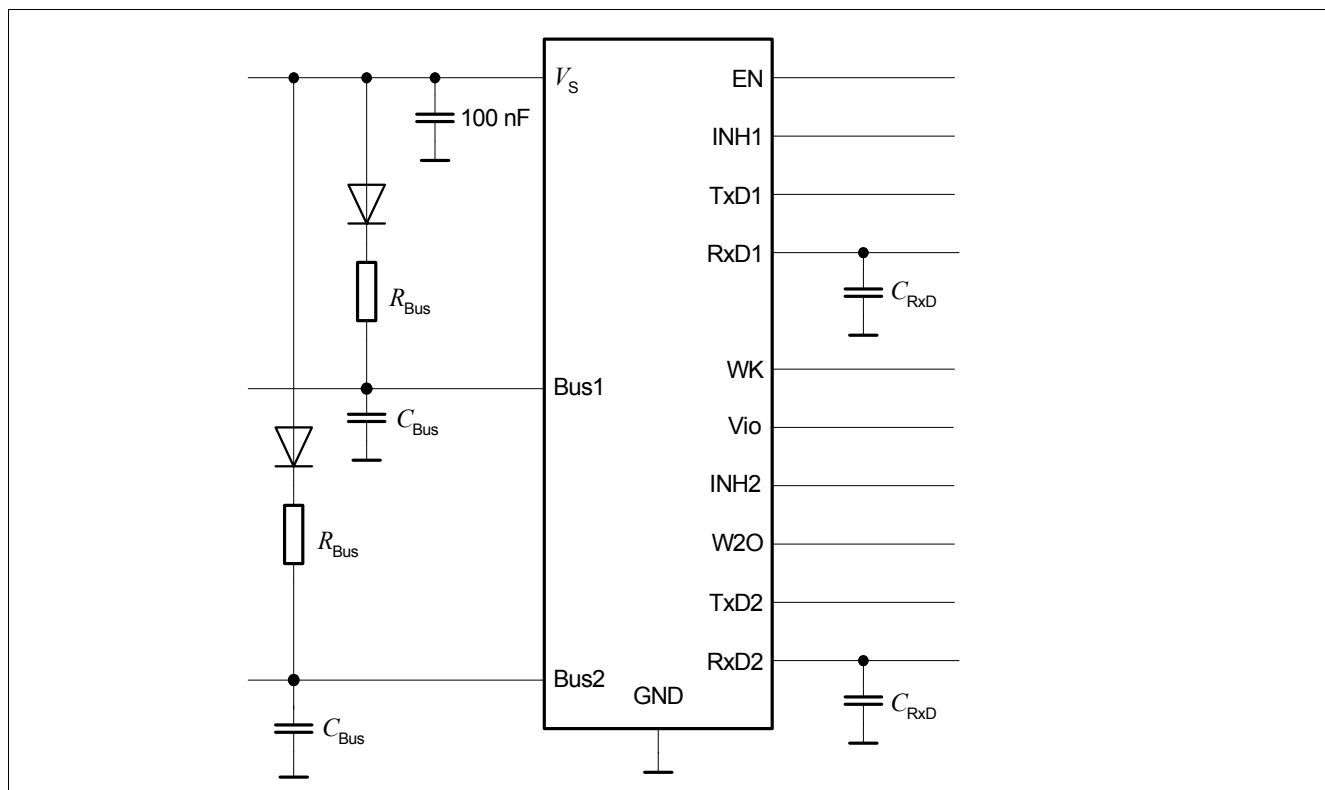 V_S
EN
100 nF
INH1
TxD1
RxD1
R_Bus
C_RxD
WK
Bus1
C_Bus
Vio
INH2
R_Bus
W2O
TxD2
RxD2
Bus2
GND
C_RxD
C_Bus